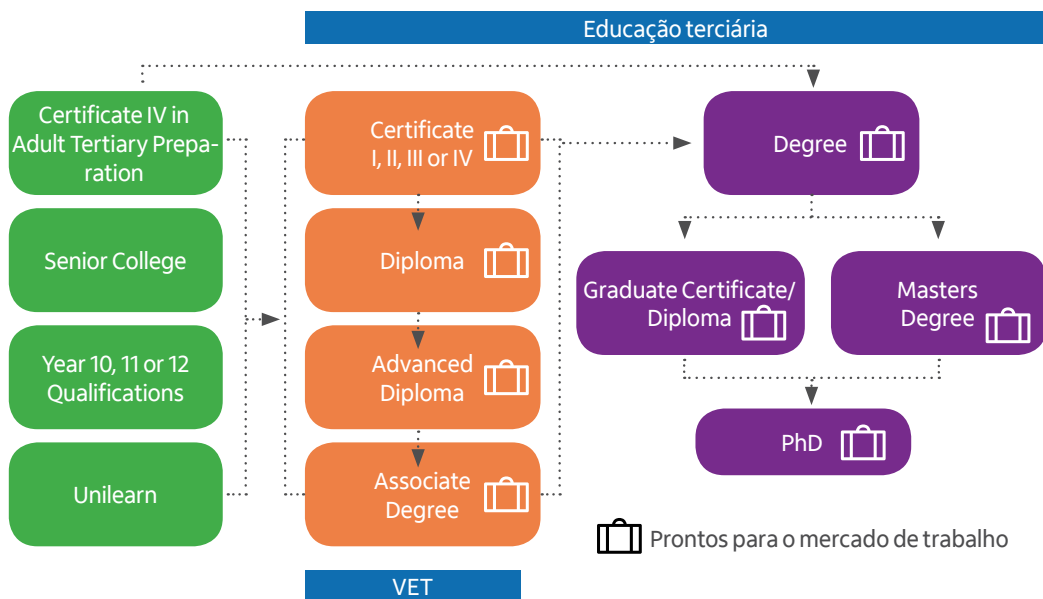 Educação terciária
Certificate IV in
Adult Tertiary Prepa-
ration
Senior College
Year 10, 11 or 12
Qualifications
Unilearn
Certificate
I, II, III or IV
Diploma
Advanced
Diploma
Associate
Degree
VET
Degree
Graduate Certificate/
Diploma
Masters
Degree
PhD
Prontos para o mercado de trabalho